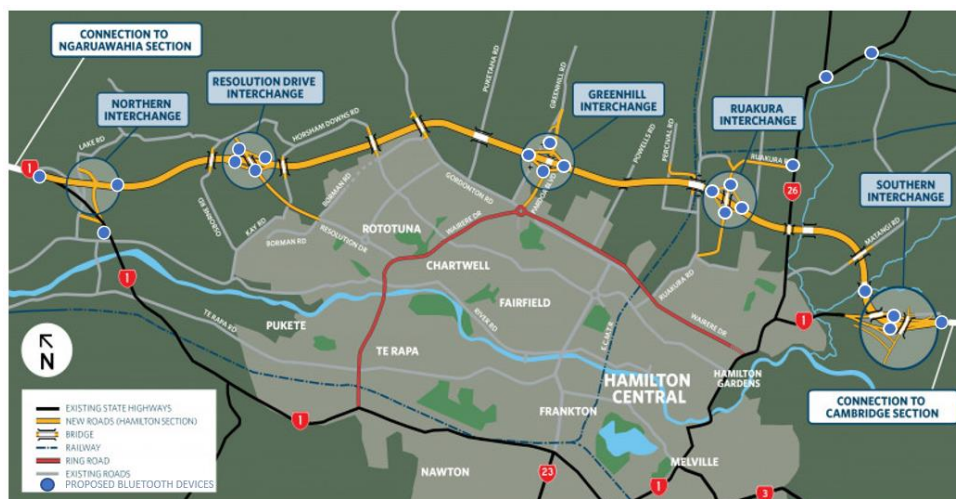 CONNECTION TO
NGARUAWAHIA SECTION
NORTHERN
INTERCHANGE
RESOLUTION DRIVE
INTERCHANGE
GREENHILL
INTERCHANGE
RUAKURA
INTERCHANGE
SOUTHERN
INTERCHANGE
CONNECTION TO
CAMBRIDGE SECTION
LAKE RD
HORSHAM DOWNS RD
PUKETAHA RD
GREENHILL RD
POWELLS RD
PERCIVAL RD
RUAKURA
MATANGI RD
OSBORNE RD
KAY RD
BORMAN RD
BORMAN RD
RESOLUTION DR
GORDONTON RD
WAIRERE DR
RUAKURA RD
WAIRERE DR
TE RAPA RD
RIVER RD
ROTOTUNA
CHARTWELL
FAIRFIELD
PUKETE
TE RAPA
HAMILTON
CENTRAL
HAMILTON
GARDENS
FRANKTON
MELVILLE
NAWTON
1
1
1
1
1
23
26
3
N
EXISTING STATE HIGHWAYS
NEW ROADS (HAMILTON SECTION)
BRIDGE
RAILWAY
RING ROAD
EXISTING ROADS
PROPOSED BLUETOOTH DEVICES